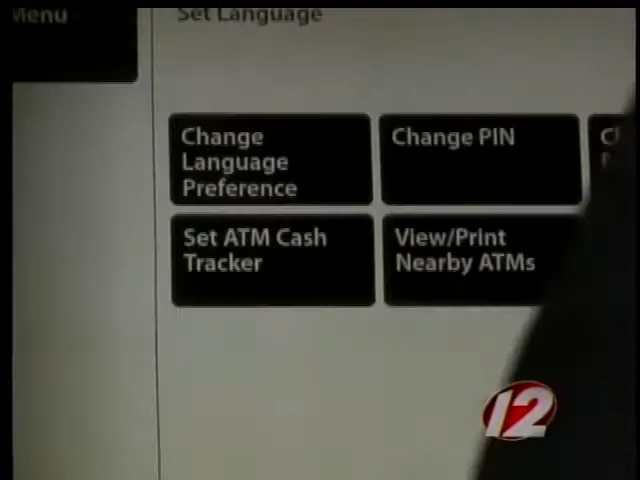 Menu
Set Language
Change
Language
Preference
Change PIN
Set ATM Cash
Tracker
View/Print
Nearby ATMs
12